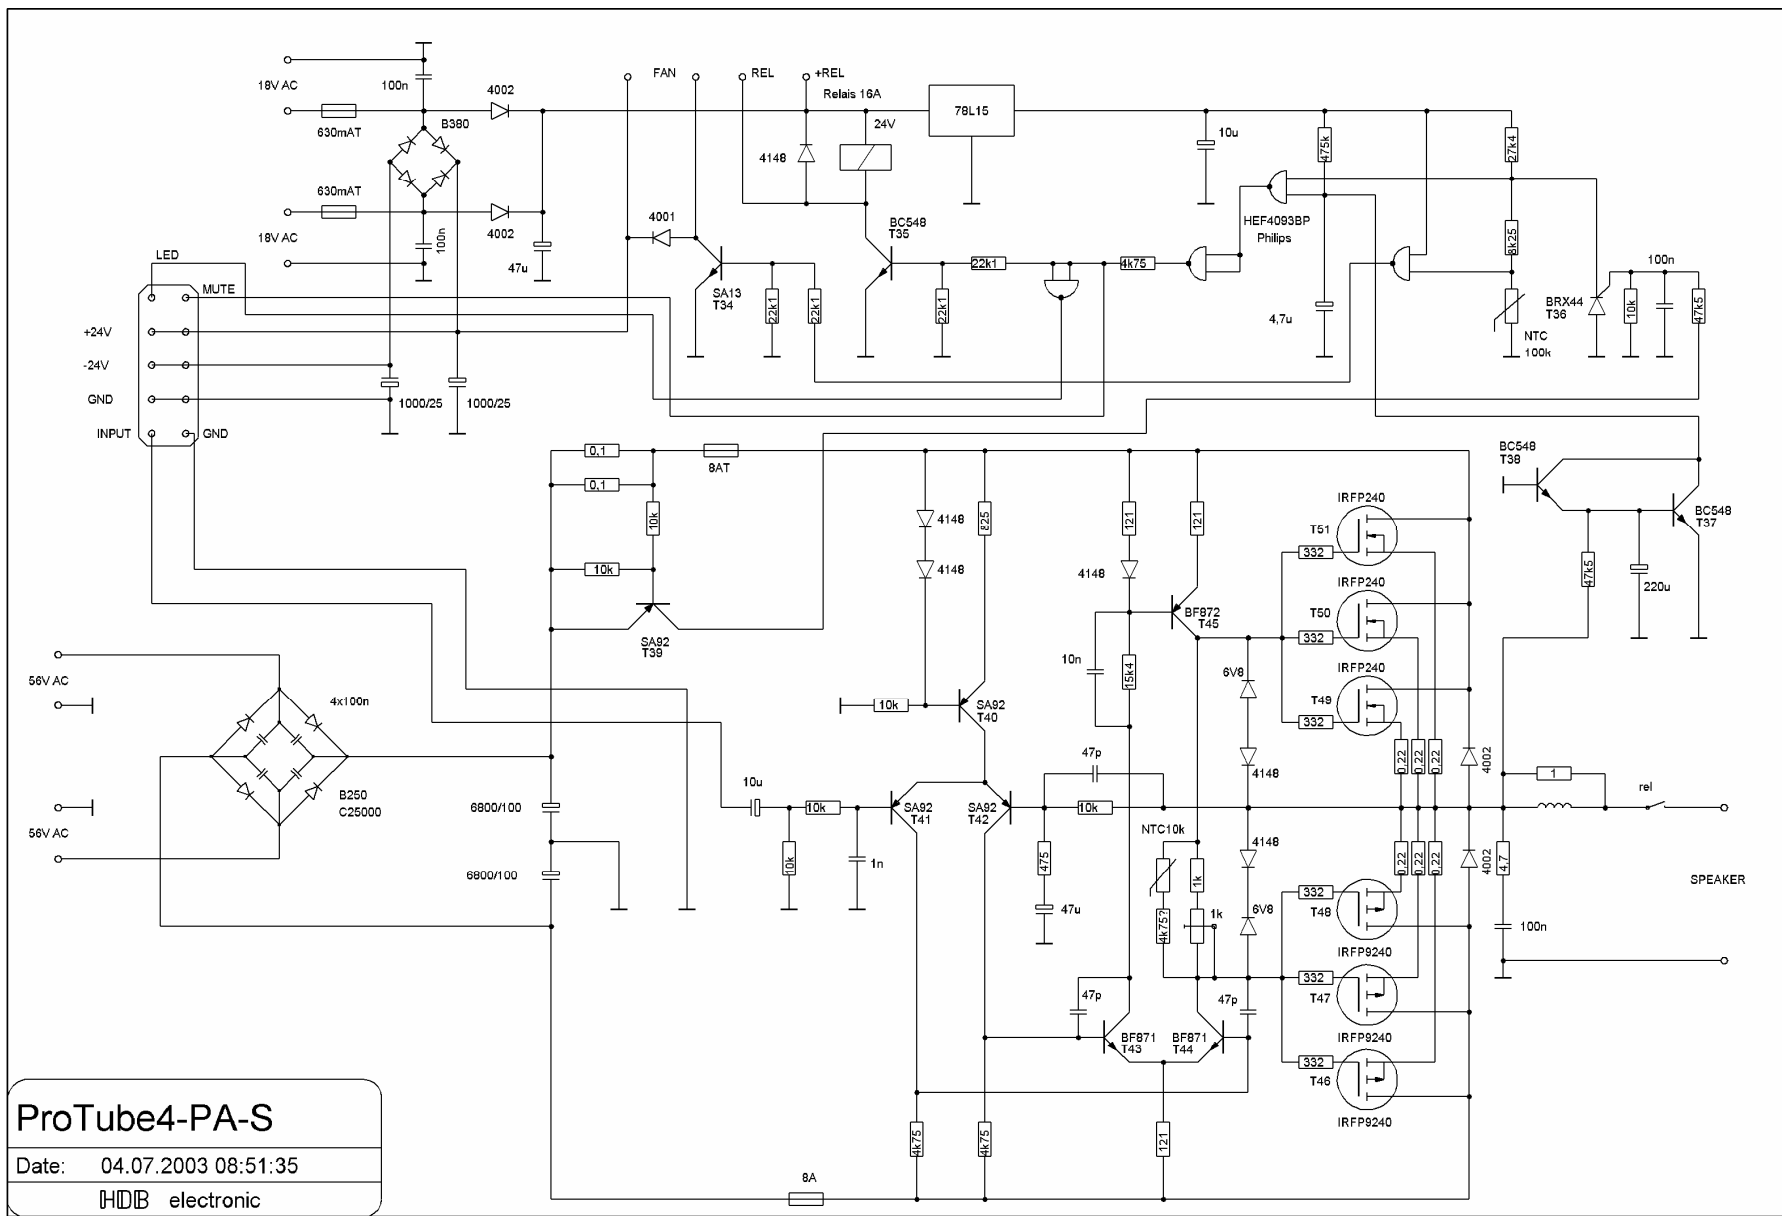 18V AC
100n
4002
FAN
REL
+REL
Relais 16A
78L15
630mAT
B380
24V
4148
10u
475k
27k4
630mAT
18V AC
100n
4002
47u
4001
BC548
T35
HEF4093BP
Philips
8k25
LED
MUTE
SA13
T34
22k1
22k1
22k1
22k1
4k75
4,7u
NTC
100k
BRX44
T36
10k
100n
47k5
+24V
-24V
GND
INPUT
GND
1000/25
1000/25
0,1
0,1
8AT
10k
10k
4148
4148
825
121
121
4148
BC548
T38
BC548
T37
47k5
220u
IRFP240
T51
332
IRFP240
T50
332
IRFP240
T49
332
SA92
T39
BF872
T45
10n
15k4
6V8
56V AC
4x100n
10k
SA92
T40
47p
4148
0,22
0,22
0,22
4002
1
rel
B250
C25000
56V AC
6800/100
6800/100
10u
10k
10k
1n
SA92
T41
SA92
T42
10k
475
47u
NTC10k
4k75?
1k
1k
4148
6V8
0,22
0,22
0,22
4002
4,7
100n
SPEAKER
332
T48
IRFP9240
332
T47
IRFP9240
332
T46
IRFP9240
47p
BF871
T43
BF871
T44
47p
4k75
4k75
121
8A
ProTube4-PA-S
Date: 04.07.2003 08:51:35
HDB electronic